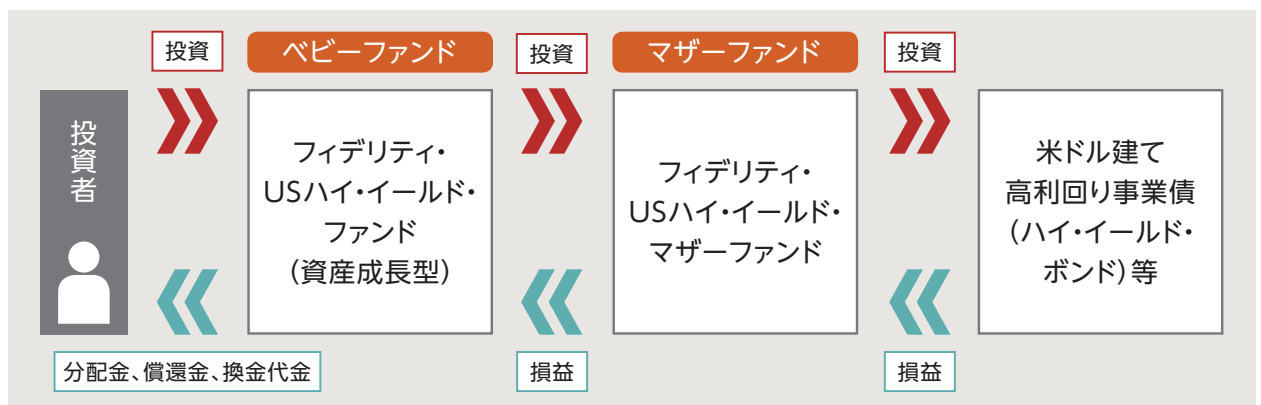 投資
ベビーファンド
投資
マザーファンド
投資
投資者
フィデリティ・
USハイ・イールド・
ファンド
(資産成長型)
フィデリティ・
USハイ・イールド・
マザーファンド
米ドル建て
高利回り事業債
(ハイ・イールド・
ボンド)等
分配金、償還金、換金代金
損益
損益